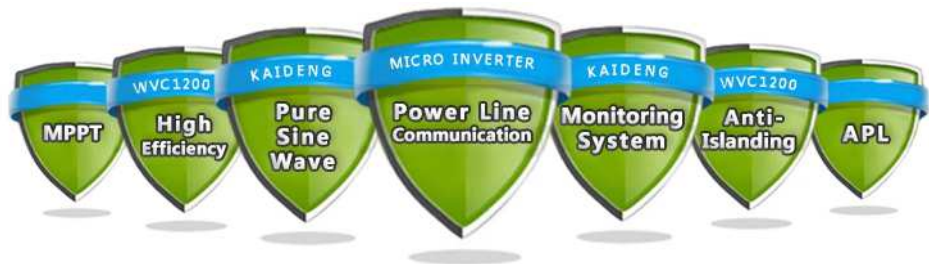 MPPT
WVC1200
High
Efficiency
KAIDENG
Pure
Sine
Wave
MICRO INVERTER
Power Line
Communication
KAIDENG
Monitoring
System
WVC1200
Anti-
Islanding
APL